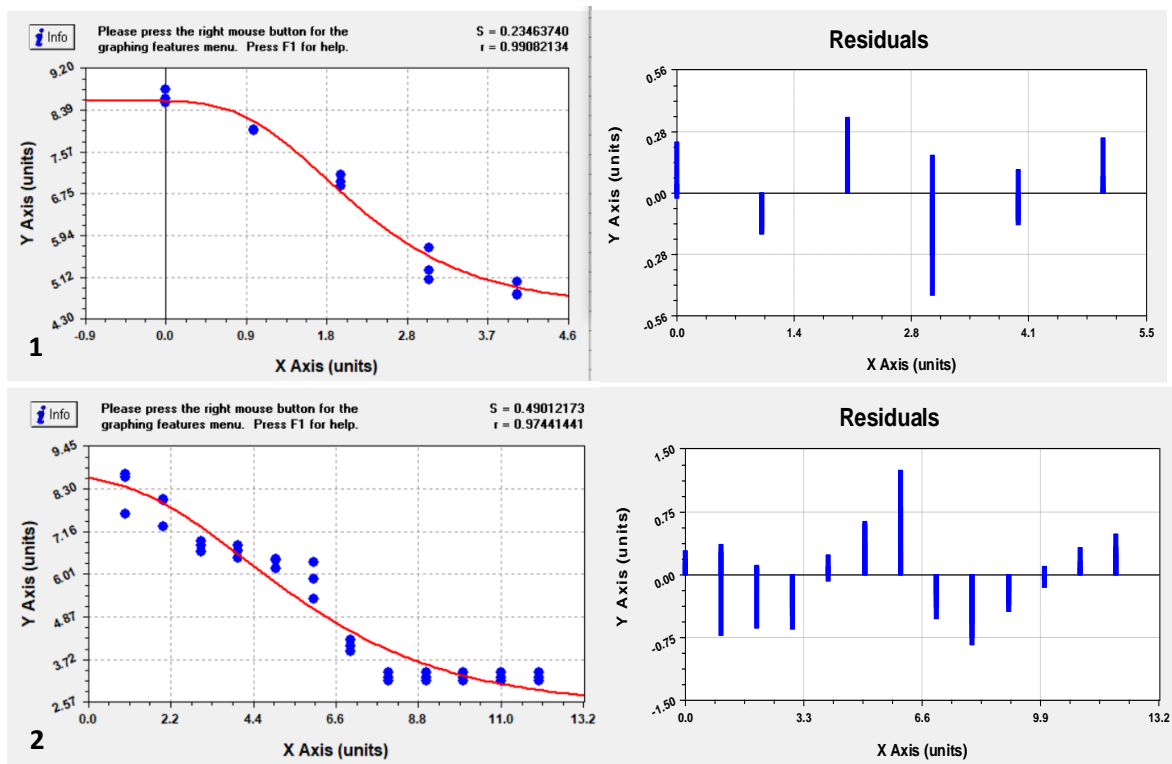 Info
Please press the right mouse button for the
graphing features menu. Press F1 for help.
S = 0.23463740
r = 0.99082134
Y Axis (units)
9.20
8.39
7.57
6.75
5.94
5.12
4.30
-0.9 0.0 0.9 1.8 2.8 3.7 4.6
X Axis (units)
1
Residuals
Y Axis (units)
0.56
0.28
0.00
-0.28
-0.56
0.0 1.4 2.8 4.1 5.5
X Axis (units)
Info
Please press the right mouse button for the
graphing features menu. Press F1 for help.
S = 0.49012173
r = 0.97441441
Y Axis (units)
9.45
8.30
7.16
6.01
4.87
3.72
2.57
0.0 2.2 4.4 6.6 8.8 11.0 13.2
X Axis (units)
2
Residuals
Y Axis (units)
1.50
0.75
0.00
-0.75
-1.50
0.0 3.3 6.6 9.9 13.2
X Axis (units)